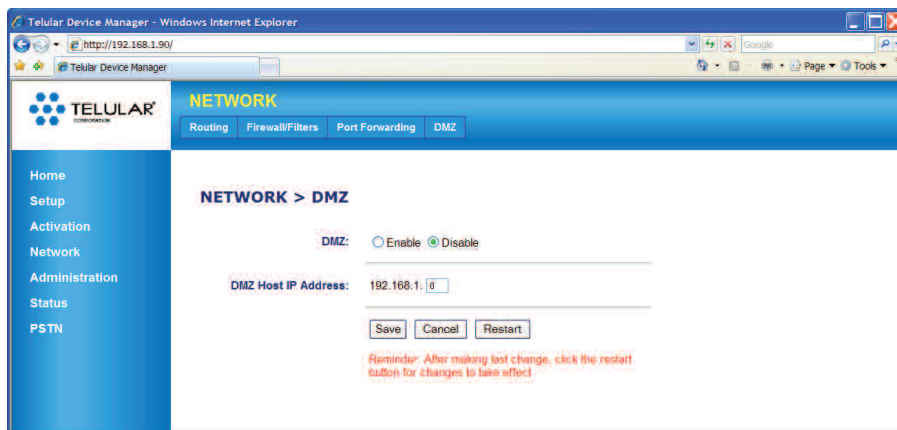 Telular Device Manager - Windows Internet Explorer
http://192.168.1.90/
Google
Telular Device Manager
Page
Tools
TELULAR
CORPORATION
NETWORK
Routing Firewall/Filters Port Forwarding DMZ
Home
Setup
Activation
Network
Administration
Status
PSTN
NETWORK > DMZ
DMZ: Enable Disable
DMZ Host IP Address: 192.168.1. 0
Save Cancel Restart
Reminder: After making last change, click the restart
button for changes to take effect